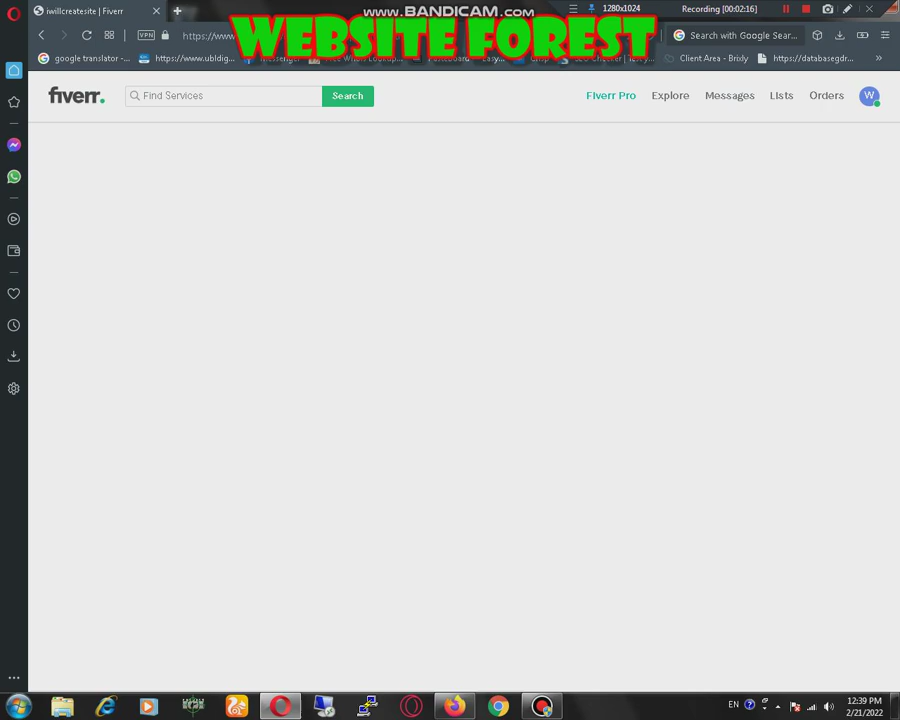 www.BANDICAM.com
1280x1024
Recording [00:02:16]
iwillcreatesite | Fiverr
VPN
https://www
WEBSITE FOREST
Search with Google Sear...
google translator -...
https://www.ubldig...
Client Area - Brixly
https://databasegdr...
fiverr.
Find Services
Search
Fiverr Pro
Explore
Messages
Lists
Orders
W
EN
12:39 PM
2/21/2022